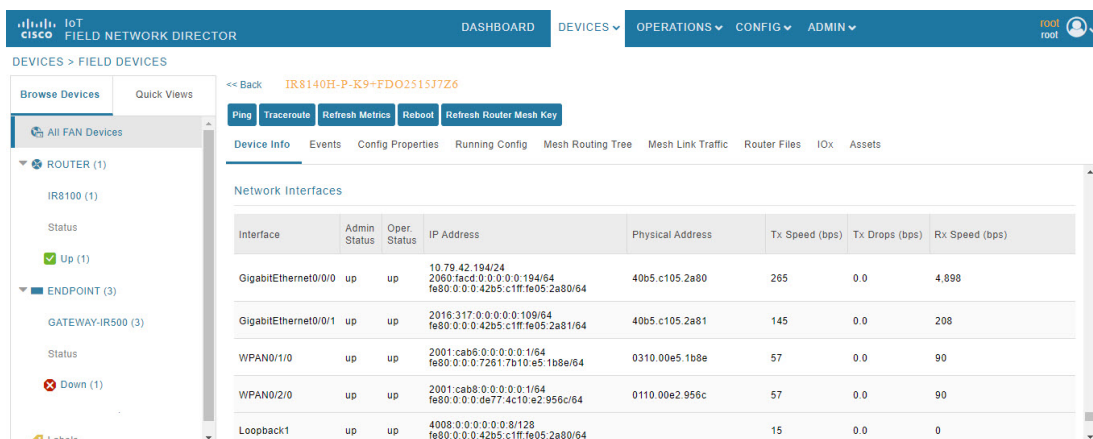 IoT
CISCO FIELD NETWORK DIRECTOR
DASHBOARD DEVICES OPERATIONS CONFIG ADMIN
root
root
DEVICES > FIELD DEVICES
Browse Devices Quick Views
All FAN Devices
ROUTER (1)
IR8100 (1)
Status
Up (1)
ENDPOINT (3)
GATEWAY-IR500 (3)
Status
Down (1)
Labels
<< Back IR8140H-P-K9+FDO2515J7Z6
Ping Traceroute Refresh Metrics Reboot Refresh Router Mesh Key
Device Info Events Config Properties Running Config Mesh Routing Tree Mesh Link Traffic Router Files IOx Assets
Network Interfaces
Interface Admin Status Oper. Status IP Address Physical Address Tx Speed (bps) Tx Drops (bps) Rx Speed (bps)
GigabitEthernet0/0/0 up up 10.79.42.194/24
2060:facd:0:0:0:0:0:194/64
fe80:0:0:0:42b5:c1ff:fe05:2a80/64 40b5.c105.2a80 265 0.0 4,898
GigabitEthernet0/0/1 up up 2016:317:0:0:0:0:0:109/64
fe80:0:0:0:42b5:c1ff:fe05:2a81/64 40b5.c105.2a81 145 0.0 208
WPAN0/1/0 up up 2001:cab6:0:0:0:0:0:1/64
fe80:0:0:0:7261:7b10:e5:1b8e/64 0310.00e5.1b8e 57 0.0 90
WPAN0/2/0 up up 2001:cab8:0:0:0:0:0:1/64
fe80:0:0:0:de77:4c10:e2:956c/64 0110.00e2.956c 57 0.0 90
Loopback1 up up 4008:0:0:0:0:0:0:8/128
fe80:0:0:0:42b5:c1ff:fe05:2a80/64 15 0.0 0